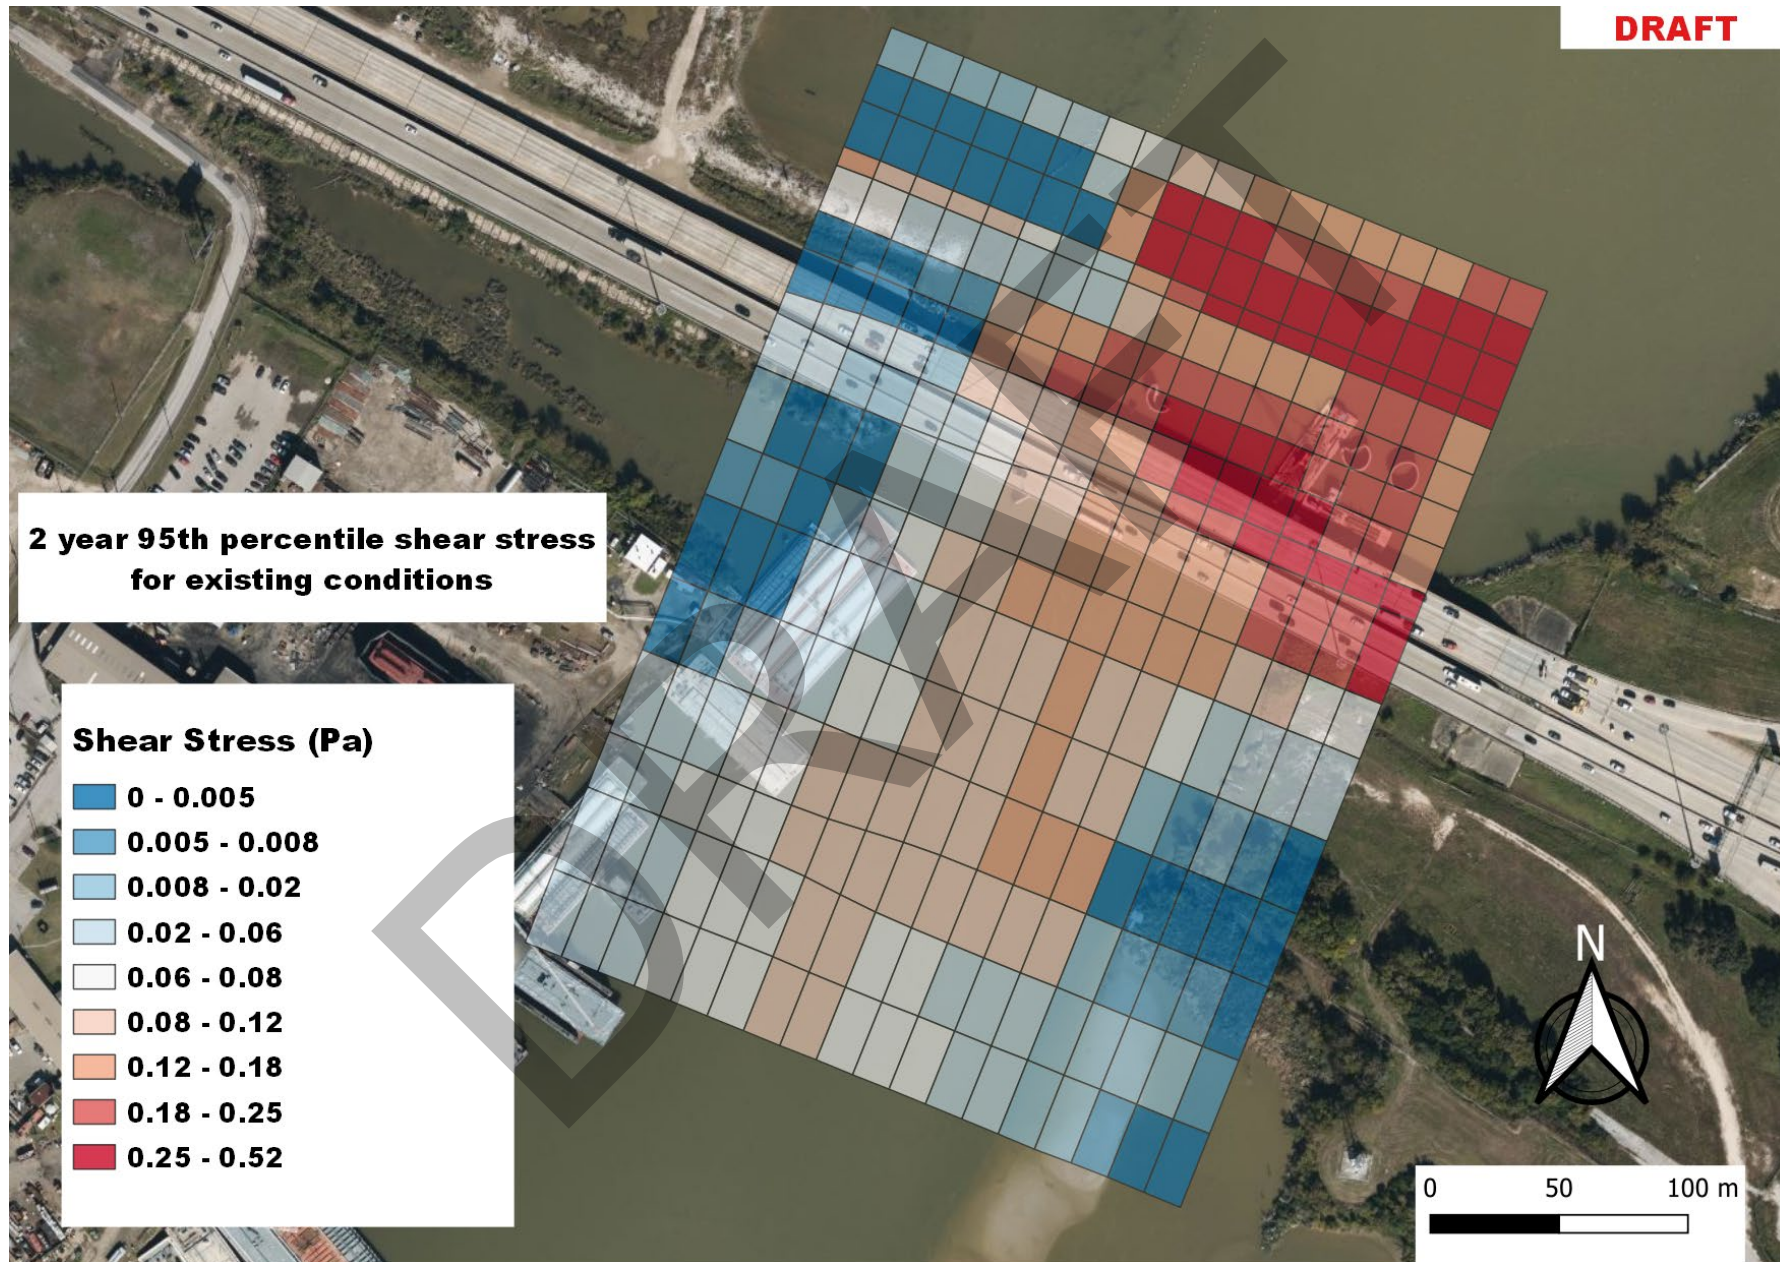 DRAFT
DRAFT
2 year 95th percentile shear stress
for existing conditions
Shear Stress (Pa)
0 - 0.005
0.005 - 0.008
0.008 - 0.02
0.02 - 0.06
0.06 - 0.08
0.08 - 0.12
0.12 - 0.18
0.18 - 0.25
0.25 - 0.52
N
0 50 100 m